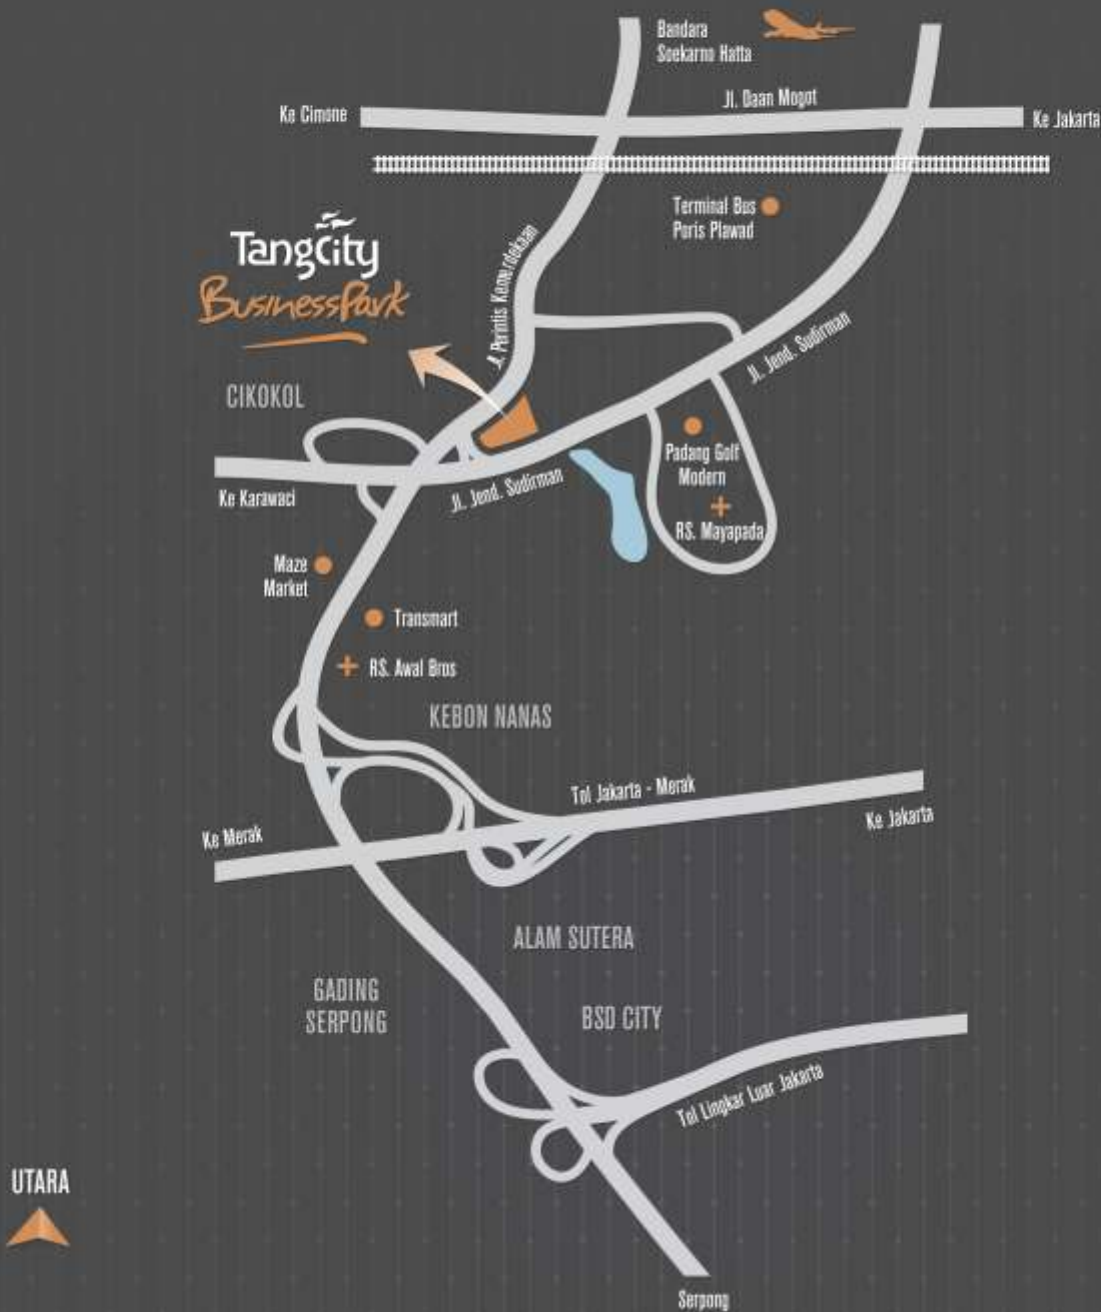 Bandara
Soekarno Hatta
Jl. Daan Mogot
Ke Cimone
Ke Jakarta
Terminal Bus
Poris Plawad
TangCity
BusinessPark
Jl. Perintis Kemerdekaan
Jl. Jend. Sudirman
CIKOKOL
Padang Golf
Modern
Ke Karawaci
Jl. Jend. Sudirman
RS. Mayapada
Maze
Market
Transmart
RS. Awal Bros
KEBON NANAS
Tol Jakarta - Merak
Ke Merak
Ke Jakarta
ALAM SUTERA
GADING
SERPONG
BSD CITY
Tol Lingkar Luar Jakarta
UTARA
Serpong